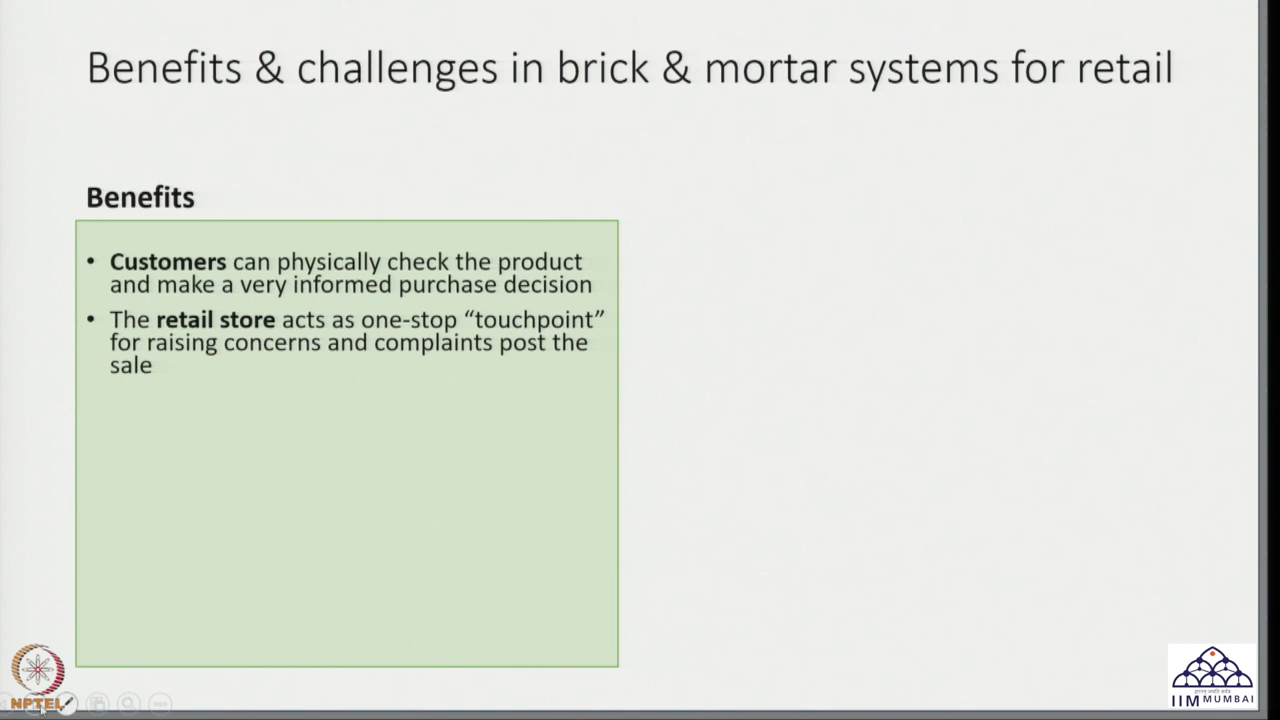 Benefits & challenges in brick & mortar systems for retail
Benefits
• Customers can physically check the product
and make a very informed purchase decision
• The retail store acts as one-stop “touchpoint”
for raising concerns and complaints post the
sale
NPTEL
IIM MUMBAI